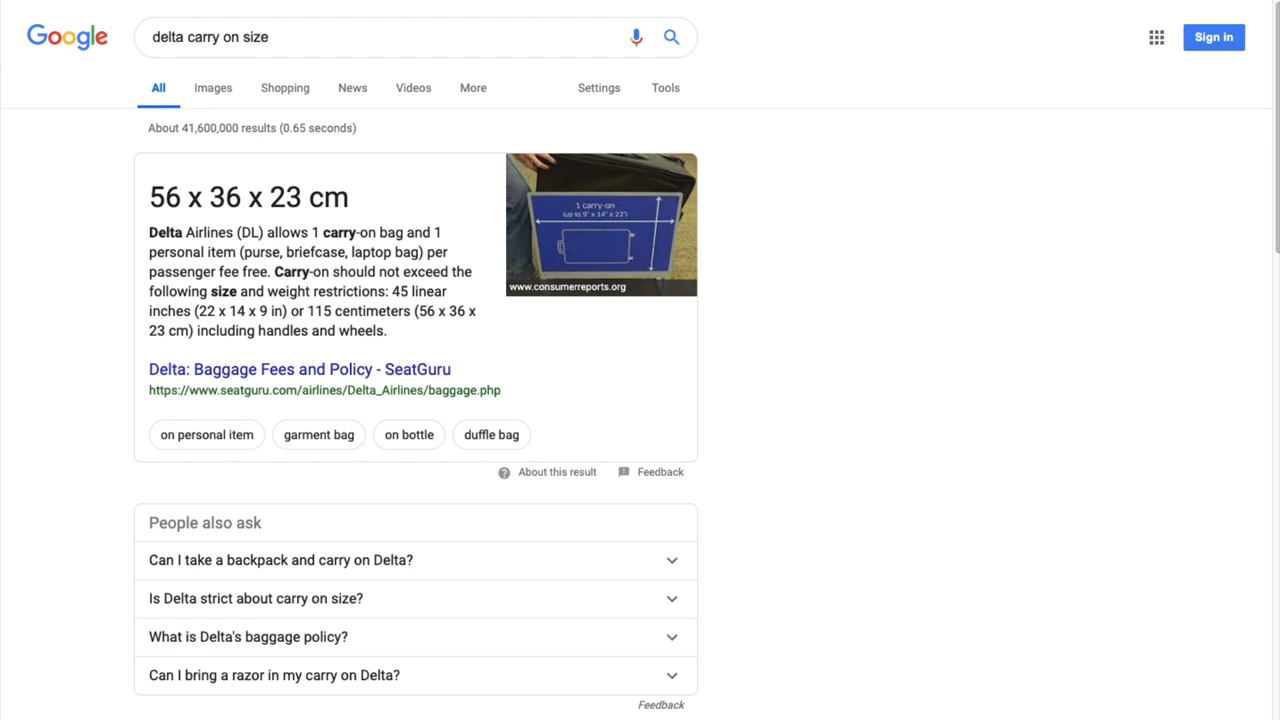 Google
delta carry on size
Sign in
All
Images
Shopping
News
Videos
More
Settings
Tools
About 41,600,000 results (0.65 seconds)
56 x 36 x 23 cm
Delta Airlines (DL) allows 1 carry-on bag and 1
personal item (purse, briefcase, laptop bag) per
passenger fee free. Carry-on should not exceed the
following size and weight restrictions: 45 linear
inches (22 x 14 x 9 in) or 115 centimeters (56 x 36 x
23 cm) including handles and wheels.
1 carry-on
(up to 9" x 14" x 22")
www.consumerreports.org
Delta: Baggage Fees and Policy - SeatGuru
https://www.seatguru.com/airlines/Delta_Airlines/baggage.php
on personal item
garment bag
on bottle
duffle bag
About this result
Feedback
People also ask
Can I take a backpack and carry on Delta?
Is Delta strict about carry on size?
What is Delta's baggage policy?
Can I bring a razor in my carry on Delta?
Feedback